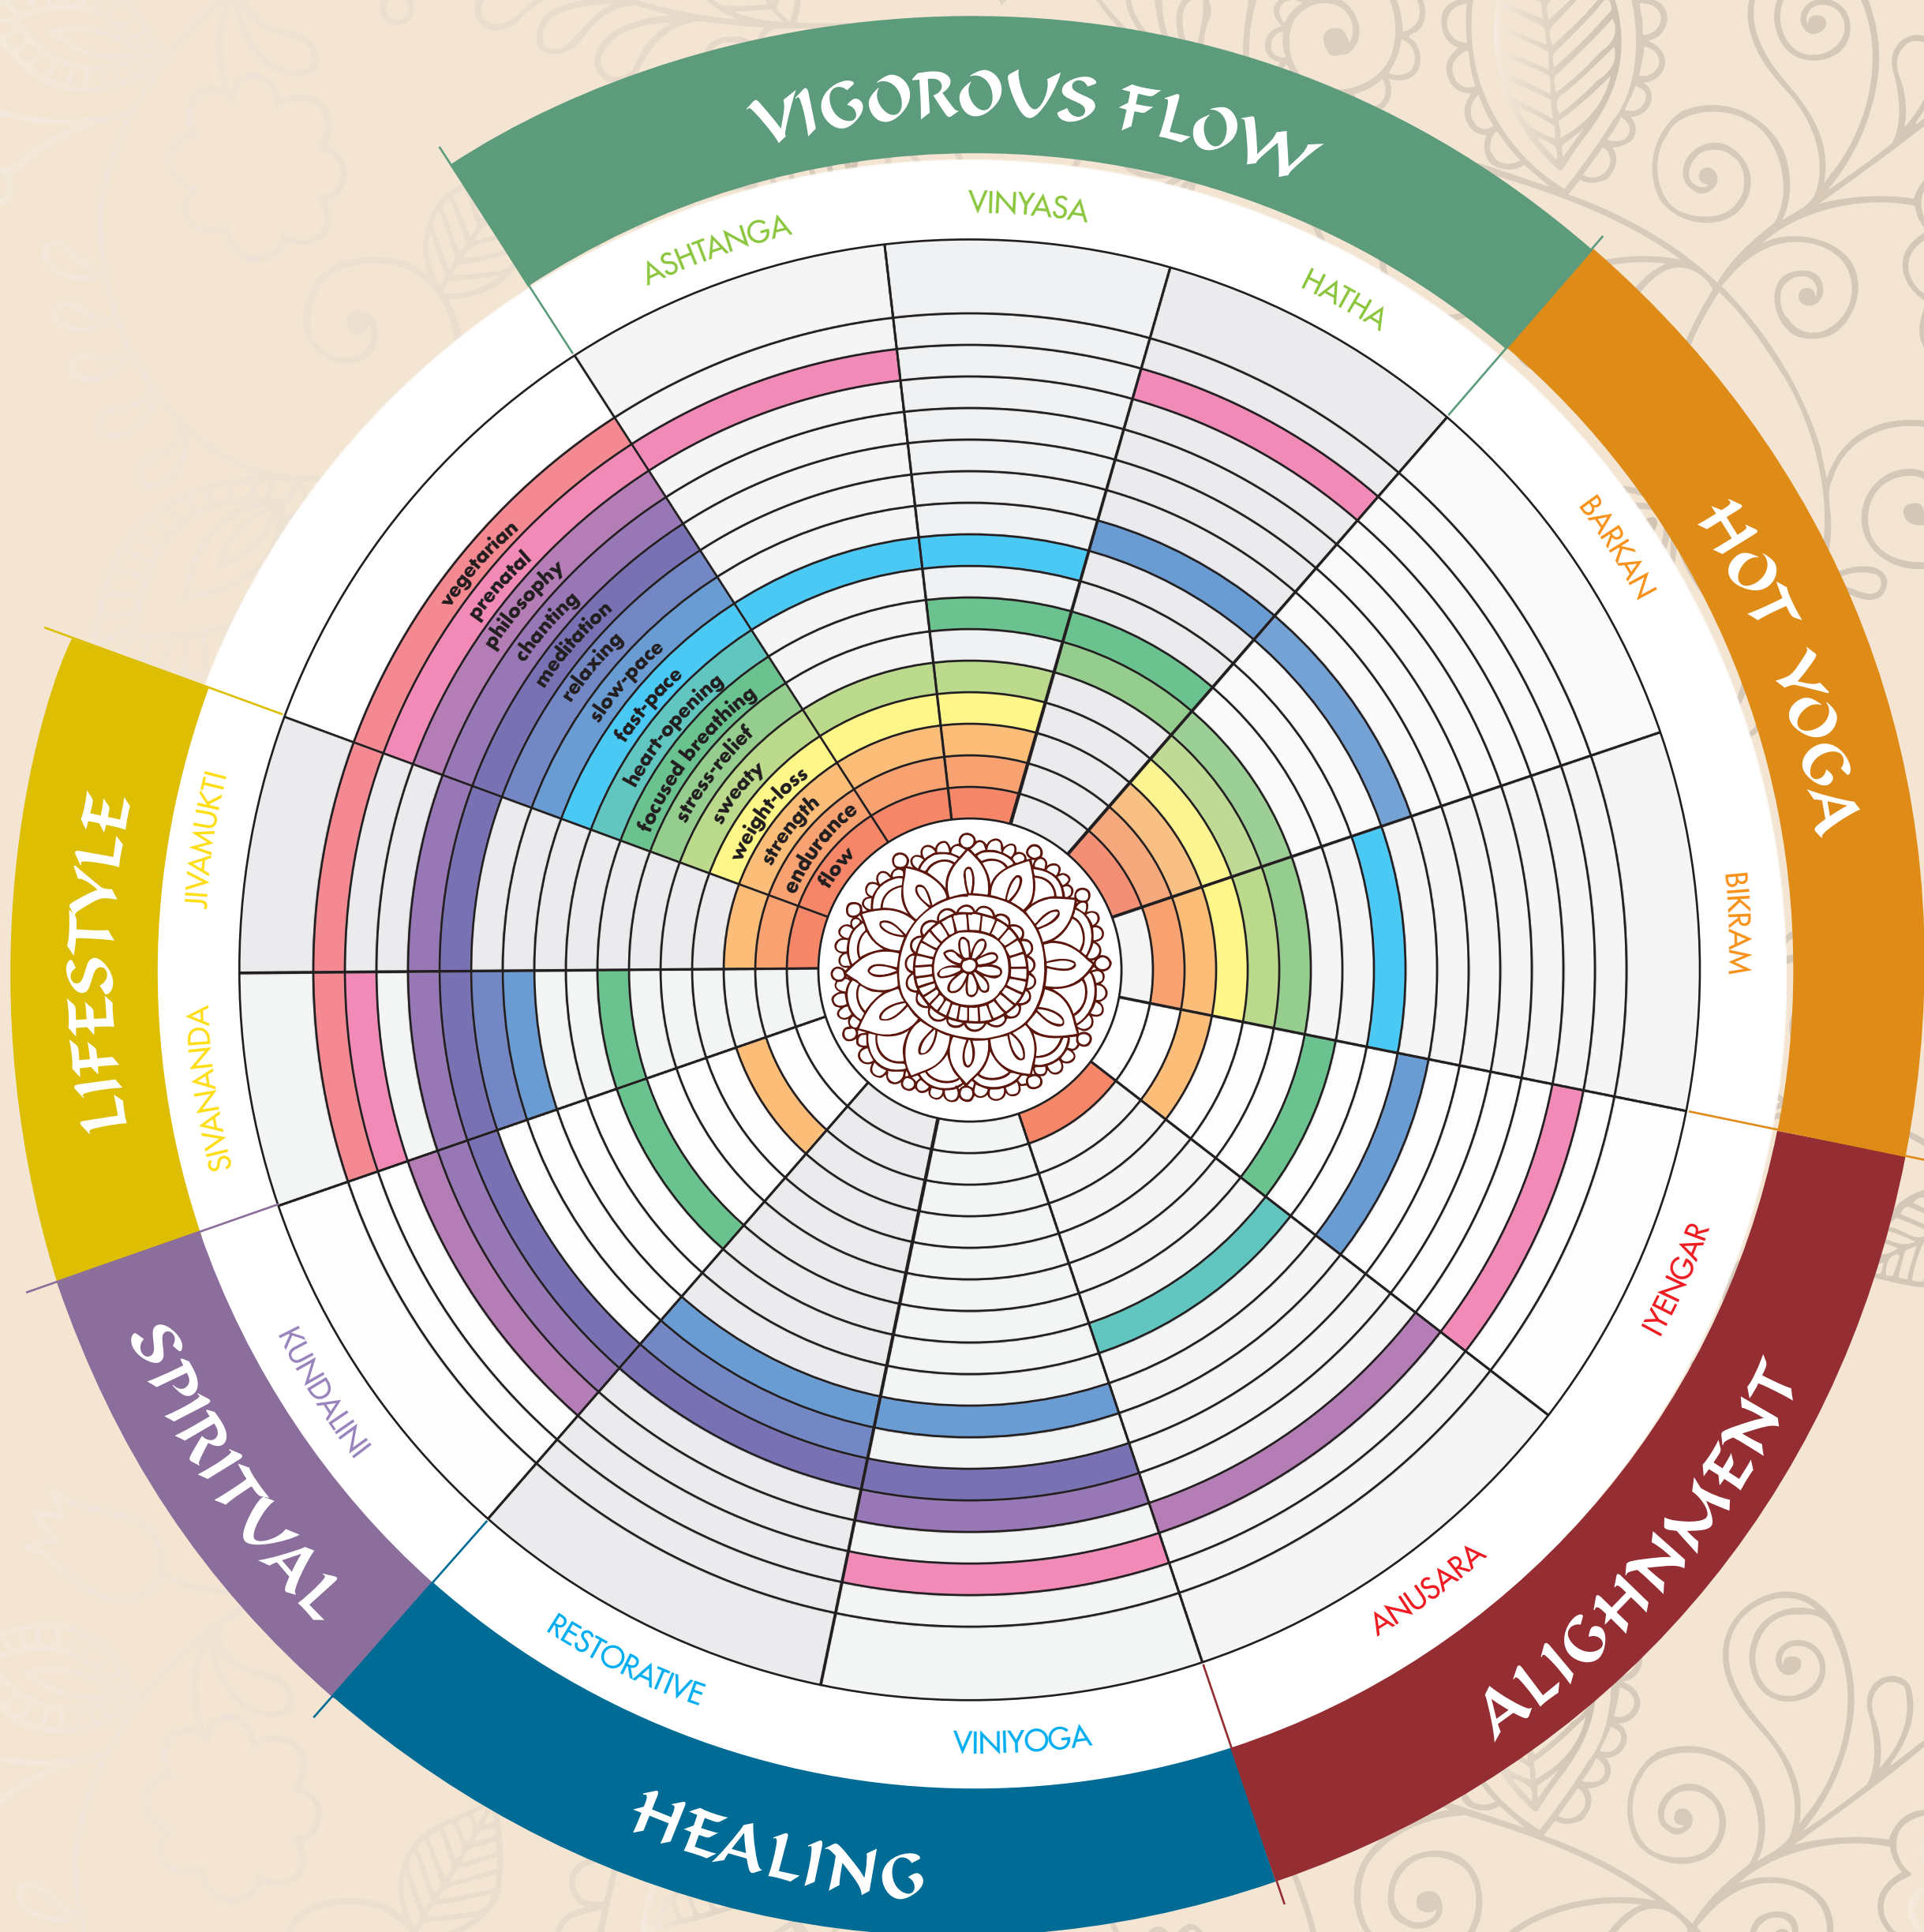 VIGOROUS FLOW
ASHTANGA
VINYASA
HATHA
HOT YOGA
BARKAN
BIKRAM
ALIGHNMENT
IYENGAR
ANUSARA
HEALING
VINIYOGA
RESTORATIVE
SPIRITUAL
KUNDALINI
LIFESTYLE
SIVANANDA
JIVAMUKTI
vegetarian
prenatal
philosophy
chanting
meditation
relaxing
slow-pace
fast-pace
heart-opening
focused breathing
stress-relief
sweaty
weight-loss
strength
endurance
flow